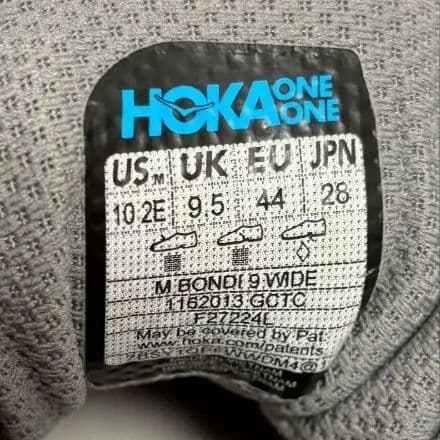 HOKA ONE ONE
US M UK EU JPN
10 2E 9.5 44 28
M BONDI 9 WIDE
1162013 GCTC
F27224I
May be covered by Pat.
www.hoka.com/patents